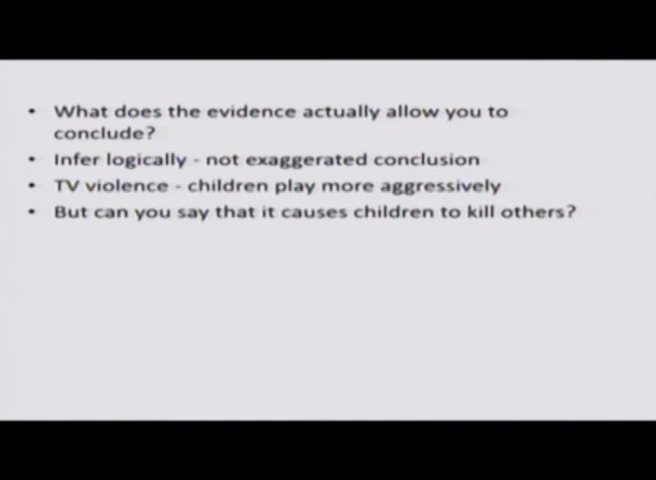 • What does the evidence actually allow you to
conclude?
• Infer logically - not exaggerated conclusion
• TV violence - children play more aggressively
• But can you say that it causes children to kill others?